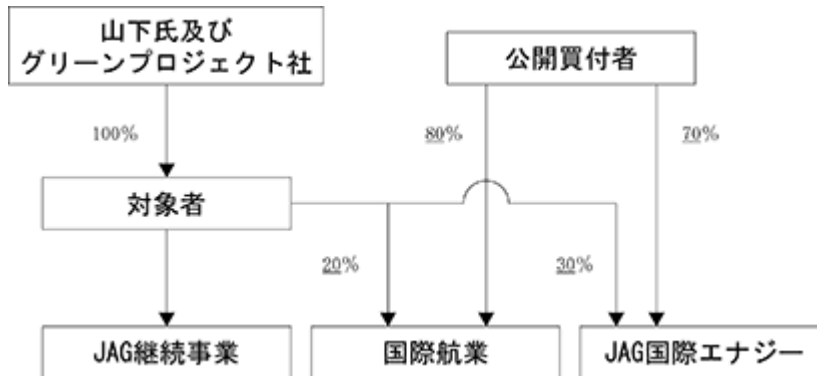 山下氏及び
グリーンプロジェクト社
公開買付者
100%
80%
70%
対象者
20%
30%
JAG継続事業
国際航業
JAG国際エナジー